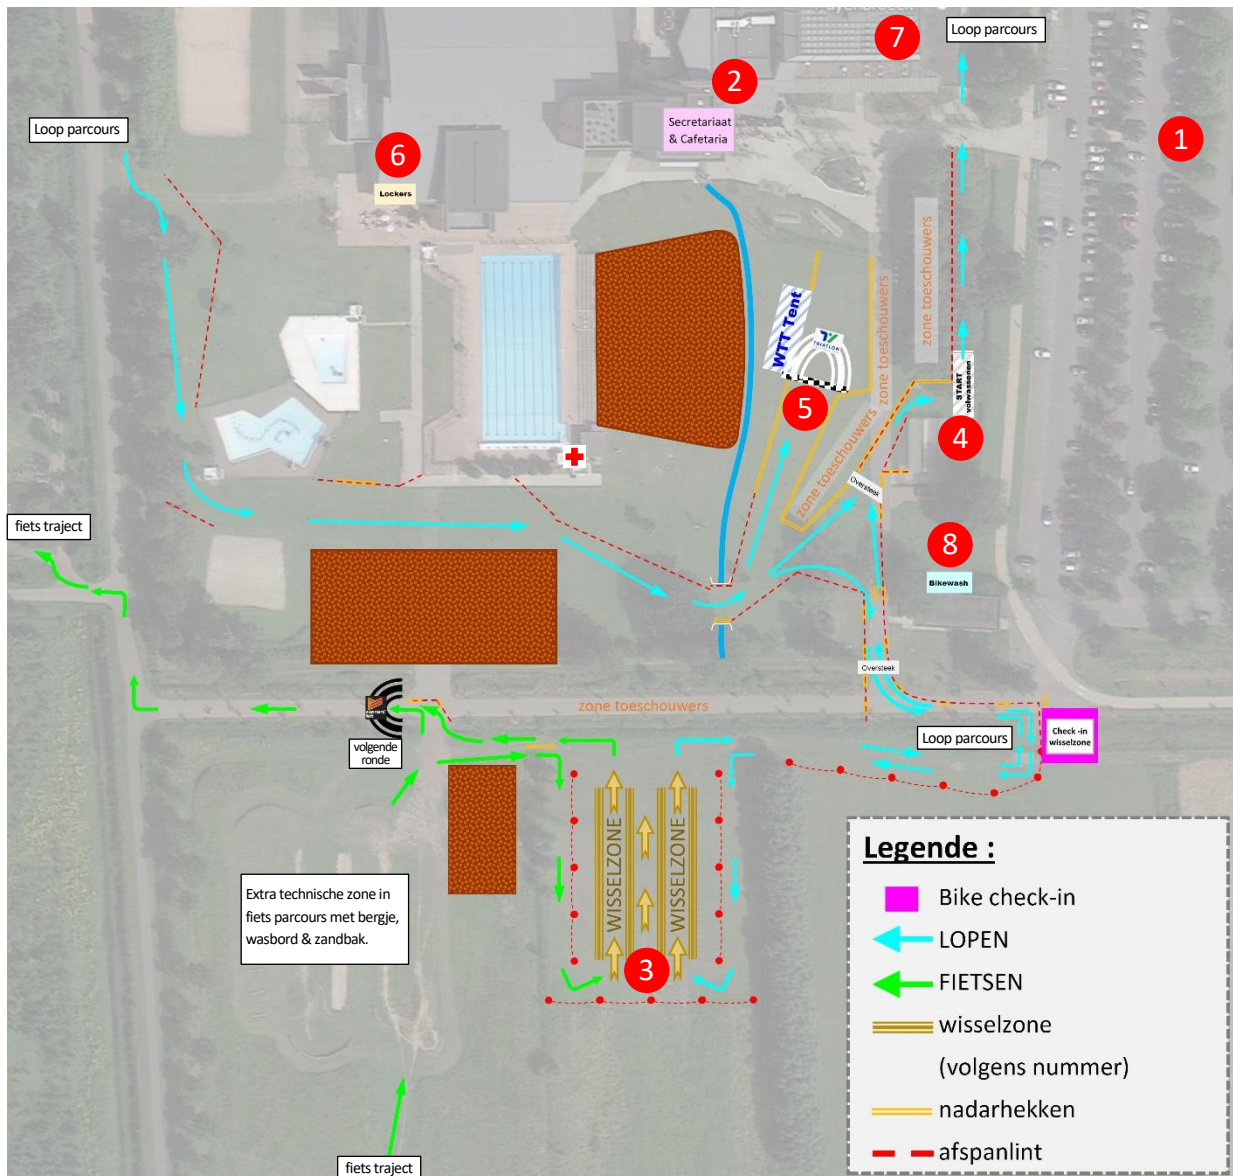 7
Loop parcours
2
Secretariaat
& Cafetaria
1
Loop parcours
6
Lockers
zone toeschouwers
zone toeschouwers
zone toeschouwers
WTT Tent
TRIATLON
5
START
volwassenen
4
Oversteek
fiets traject
8
Bikewash
Oversteek
zone toeschouwers
volgende
ronde
Loop parcours
Check -in
wisselzone
WISSELZONE
WISSELZONE
3
Extra technische zone in
fiets parcours met bergje,
wasbord & zandbak.
fiets traject
Legende :
Bike check-in
LOPEN
FIETSEN
wisselzone
(volgens nummer)
nadarhekken
afspanlint